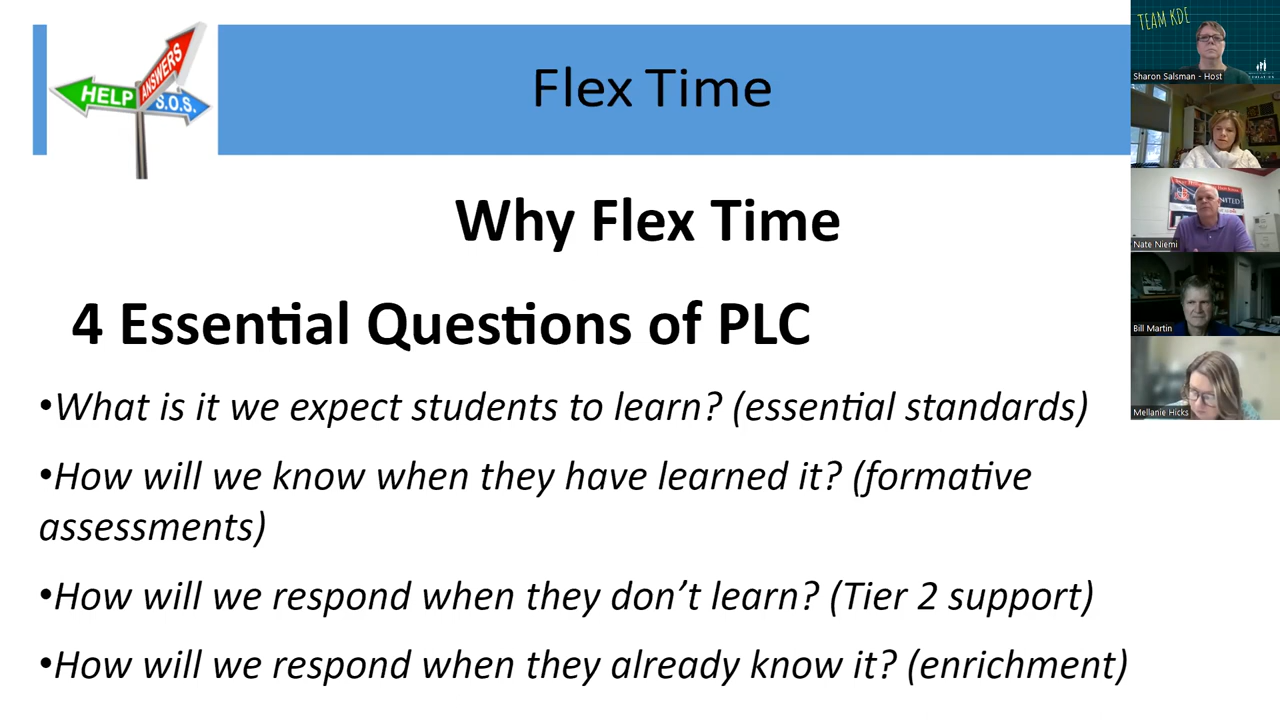 Flex Time
HELP
ANSWERS
S.O.S.
Why Flex Time
4 Essential Questions of PLC
•What is it we expect students to learn? (essential standards)
•How will we know when they have learned it? (formative
assessments)
•How will we respond when they don’t learn? (Tier 2 support)
•How will we respond when they already know it? (enrichment)
TEAM KDE
Sharon Salsman - Host
Nate Niemi
Bill Martin
Mellanie Hicks